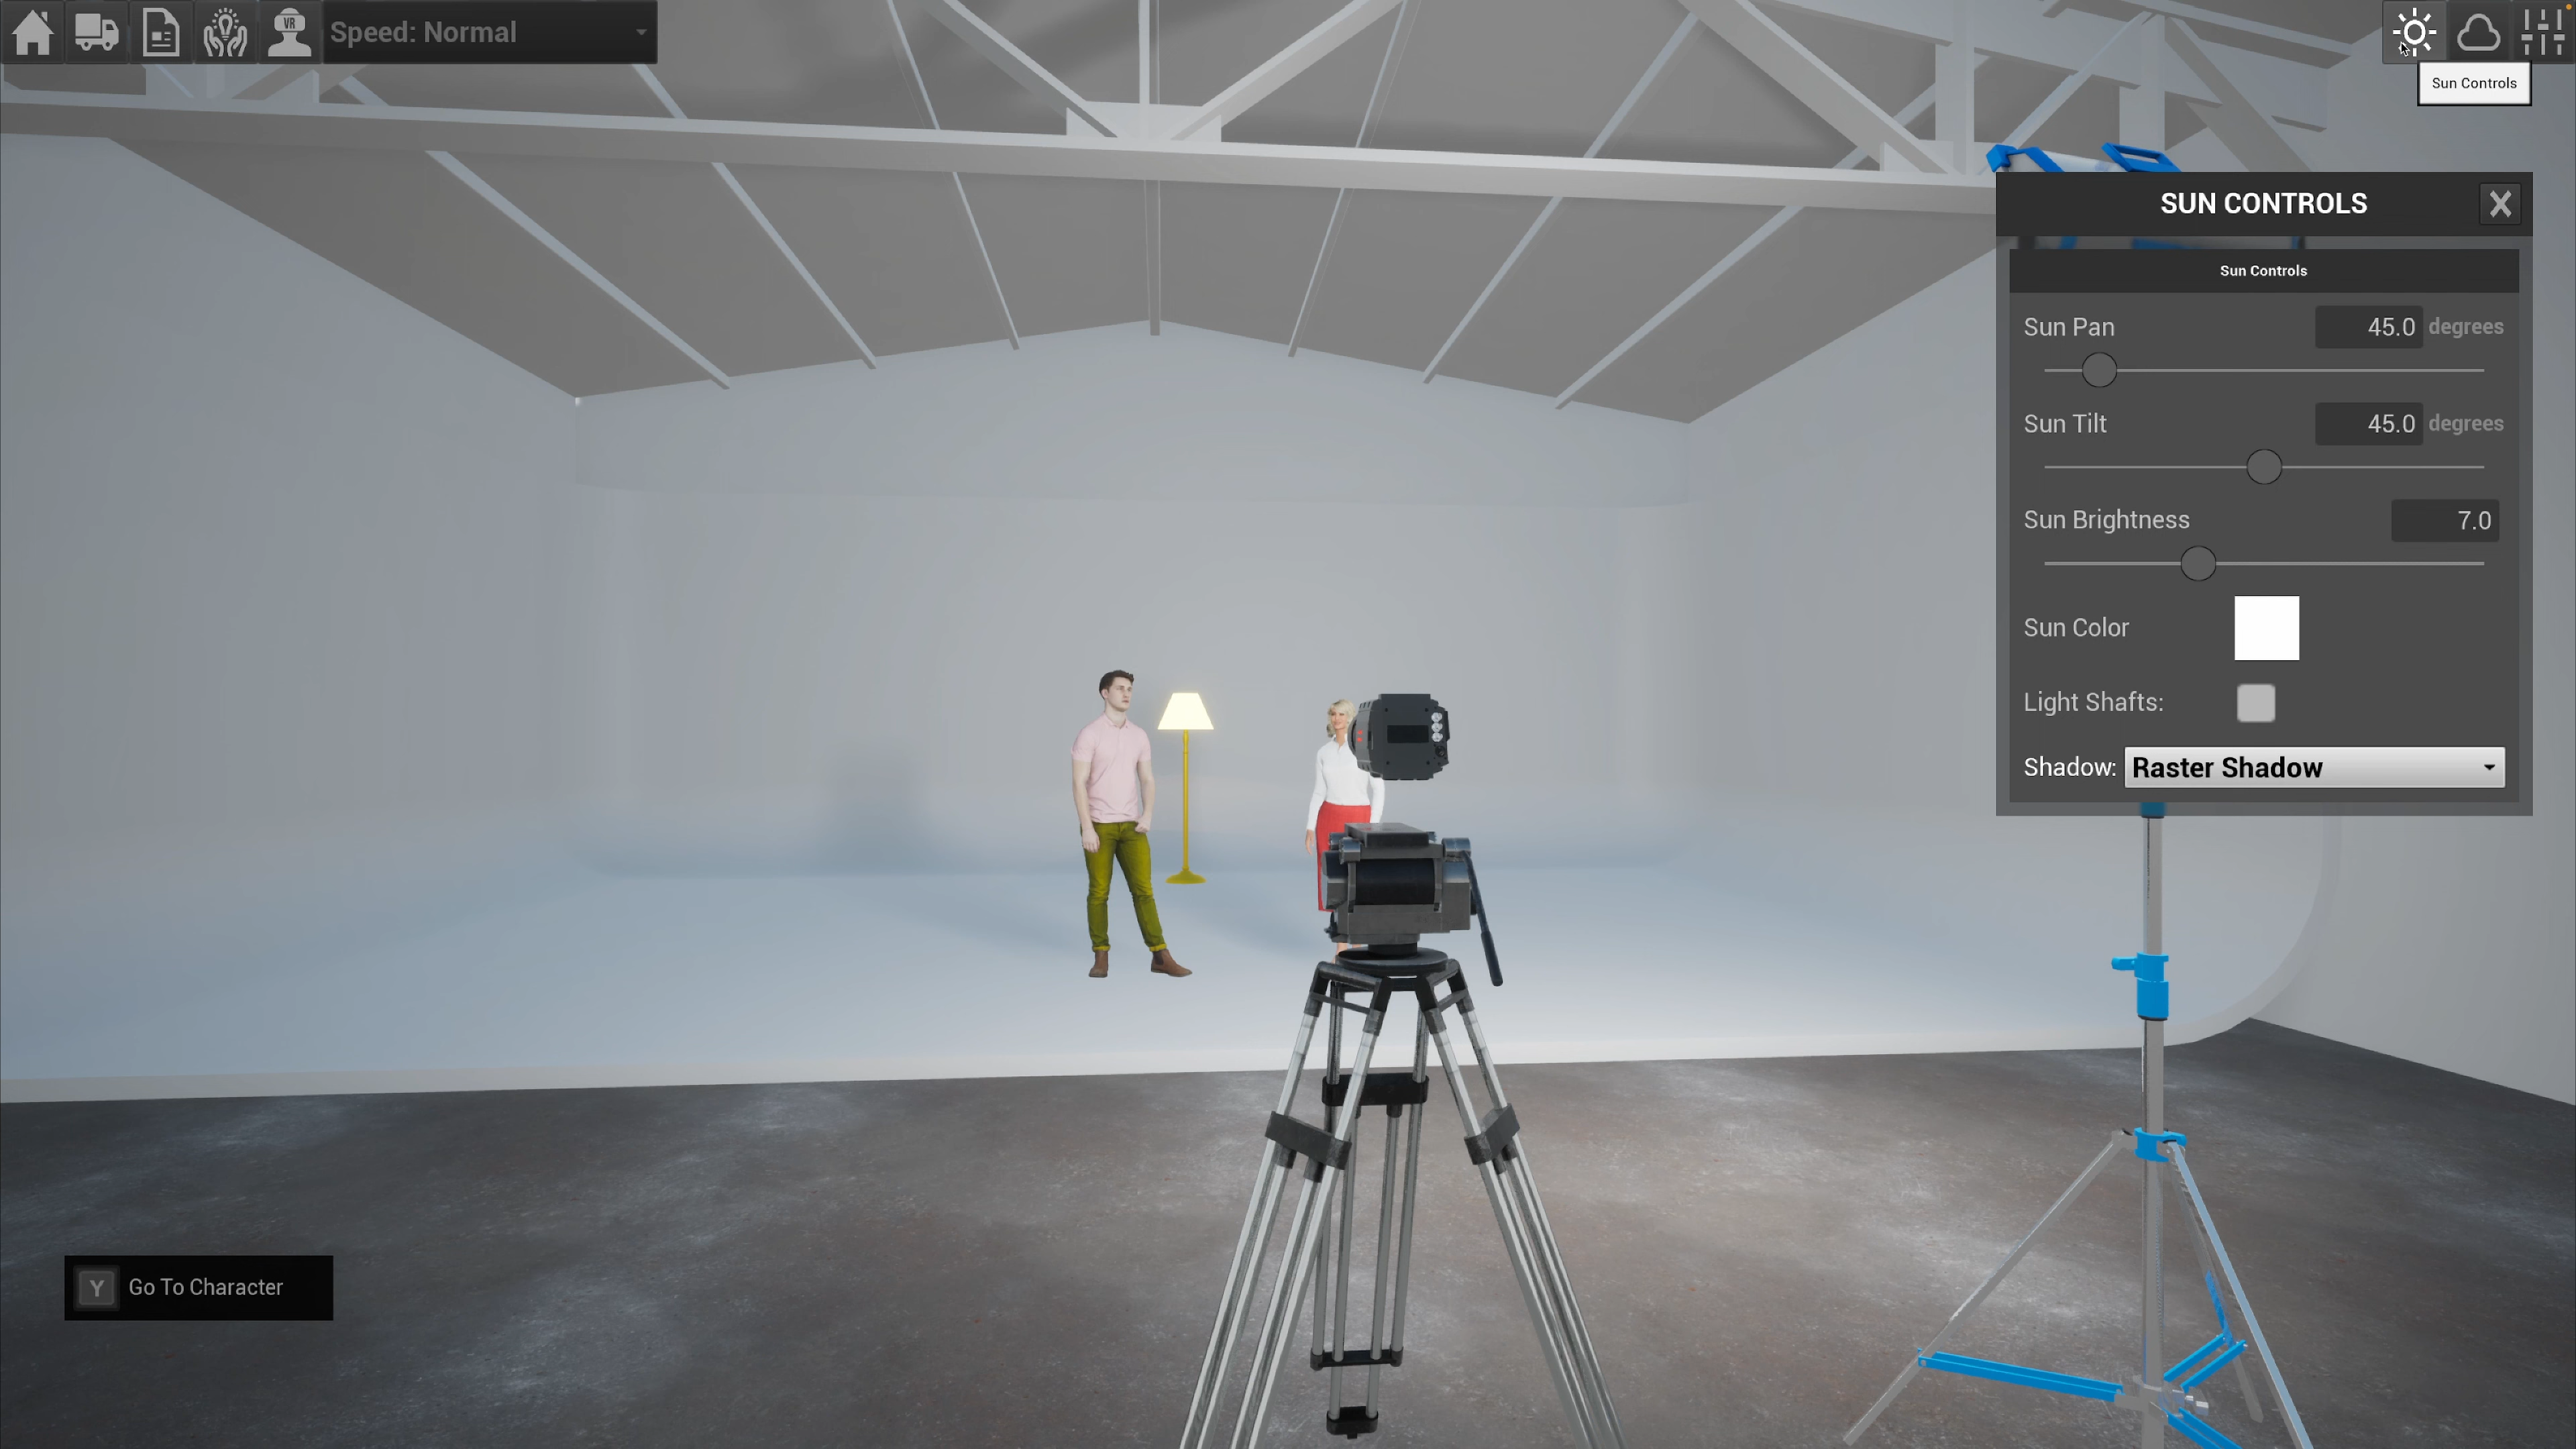 VR
Speed: Normal
Sun Controls
SUN CONTROLS
X
Sun Controls
Sun Pan 45.0 degrees
Sun Tilt 45.0 degrees
Sun Brightness 7.0
Sun Color
Light Shafts:
Shadow: Raster Shadow
Y Go To Character